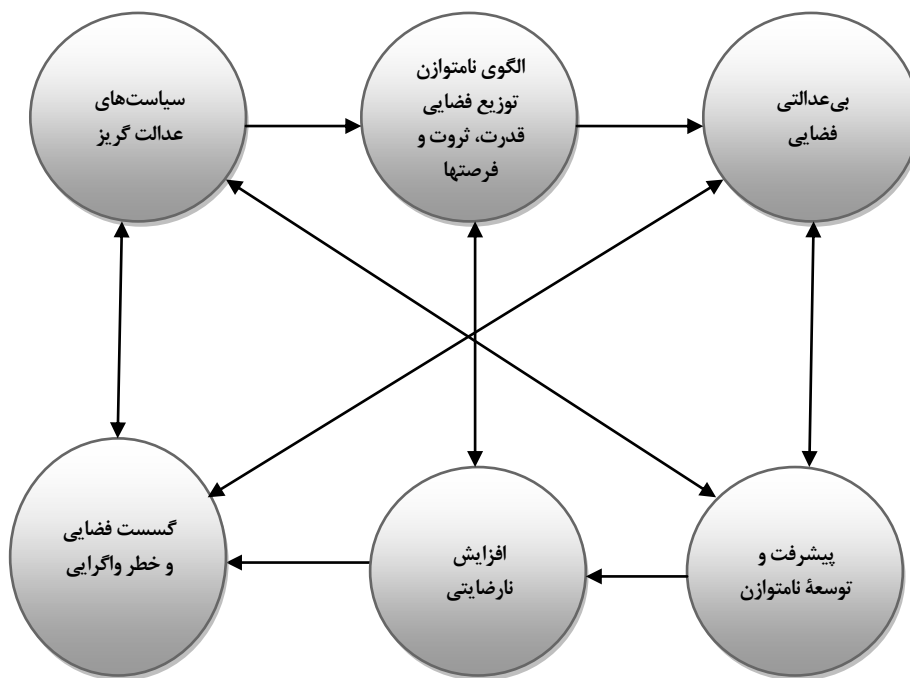 سیاست‌های
عدالت گریز
الگوی نامتوازن
توزیع فضایی
قدرت، ثروت و
فرصتها
بی‌عدالتی
فضایی
پیشرفت و
توسعهٔ نامتوازن
افزایش
نارضایتی
گسست فضایی
و خطر واگرایی